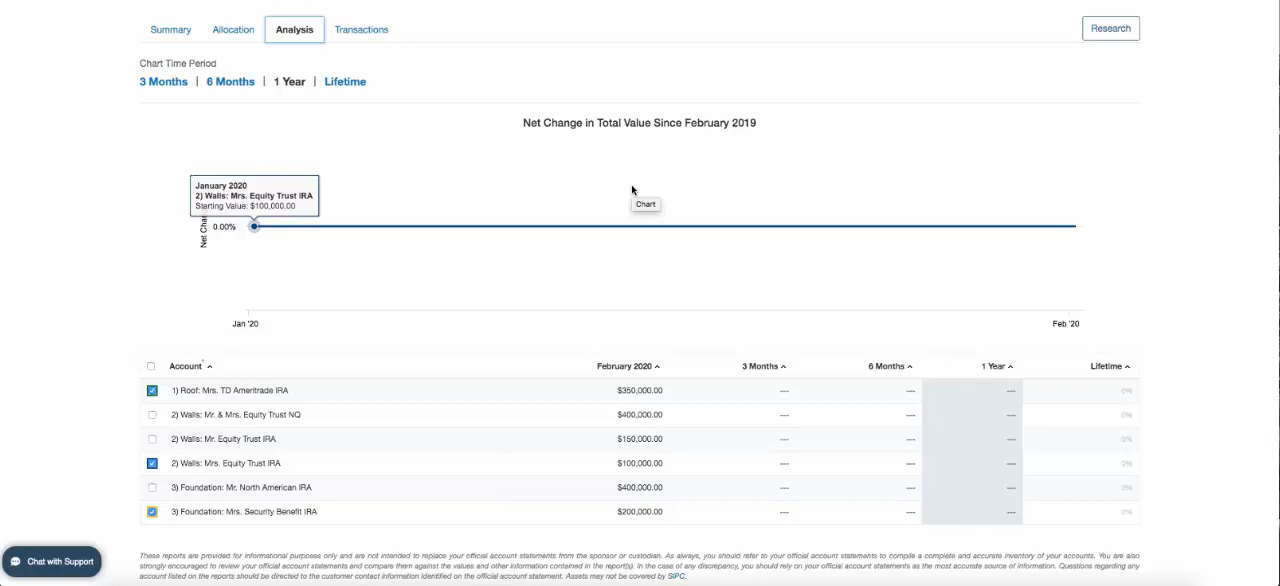 Summary Allocation Analysis Transactions Research
Chart Time Period
3 Months | 6 Months | 1 Year | Lifetime
Net Change in Total Value Since February 2019
January 2020
2) Walls: Mrs. Equity Trust IRA
Starting Value: $100,000.00
Chart
Net Cha
0.00%
Jan '20 Feb '20
Account February 2020 3 Months 6 Months 1 Year Lifetime
1) Roof: Mrs. TD Ameritrade IRA $350,000.00 --- --- --- 0%
2) Walls: Mr. & Mrs. Equity Trust NQ $400,000.00 --- --- --- 0%
2) Walls: Mr. Equity Trust IRA $150,000.00 --- --- --- 0%
2) Walls: Mrs. Equity Trust IRA $100,000.00 --- --- --- 0%
3) Foundation: Mr. North American IRA $400,000.00 --- --- --- 0%
3) Foundation: Mrs. Security Benefit IRA $200,000.00 --- --- --- 0%
These reports are provided for informational purposes only and are not intended to replace your official account statements from the sponsor or custodian. As always, you should refer to your official account statements to compile a complete and accurate inventory of your accounts. You are also
strongly encouraged to review your official account statements and compare them against the values and other information contained in the report(s). In the case of any discrepancy, you should rely on your official account statements as the most accurate source of information. Questions regarding any
account listed on the reports should be directed to the customer contact information identified on the official account statement. Assets may not be covered by SIPC.
Chat with Support